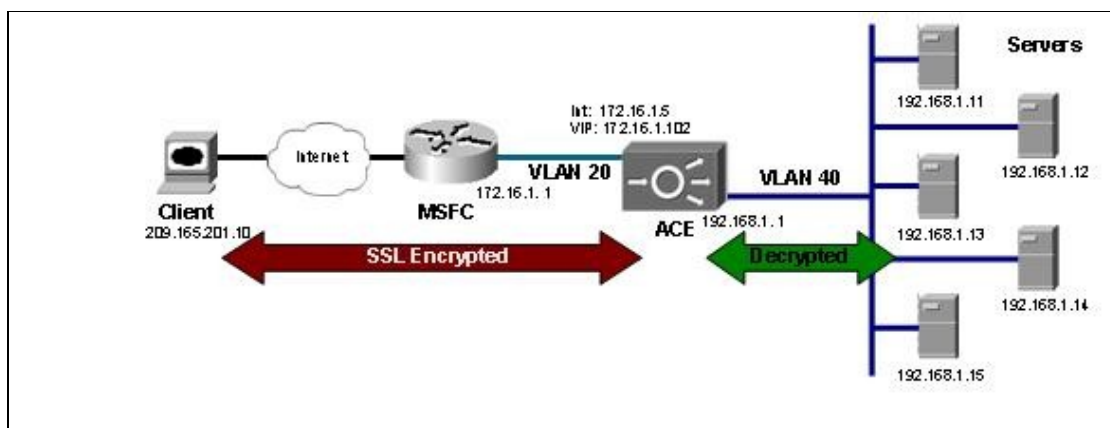 Servers
192.168.1.11
Int: 172.16.1.5
VIP: 172.16.1.102
Internet
VLAN 20
VLAN 40
192.168.1.12
172.16.1. 1
Client
MSFC
ACE
192.168.1. 1
209.165.201.10
192.168.1.13
SSL Encrypted
Decrypted
192.168.1.14
192.168.1.15